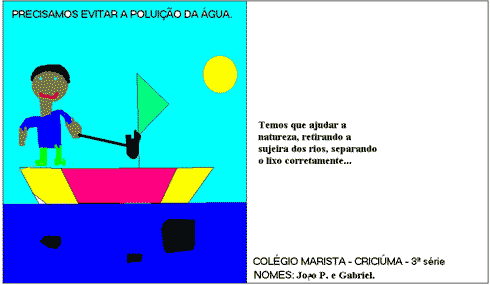 PRECISAMOS EVITAR A POLUIÇÃO DA ÁGUA.
Temos que ajudar a
natureza, retirando a
sujeira dos rios, separando
o lixo corretamente...
COLÉGIO MARISTA - CRICIÚMA - 3ª série
NOMES: João P. e Gabriel.